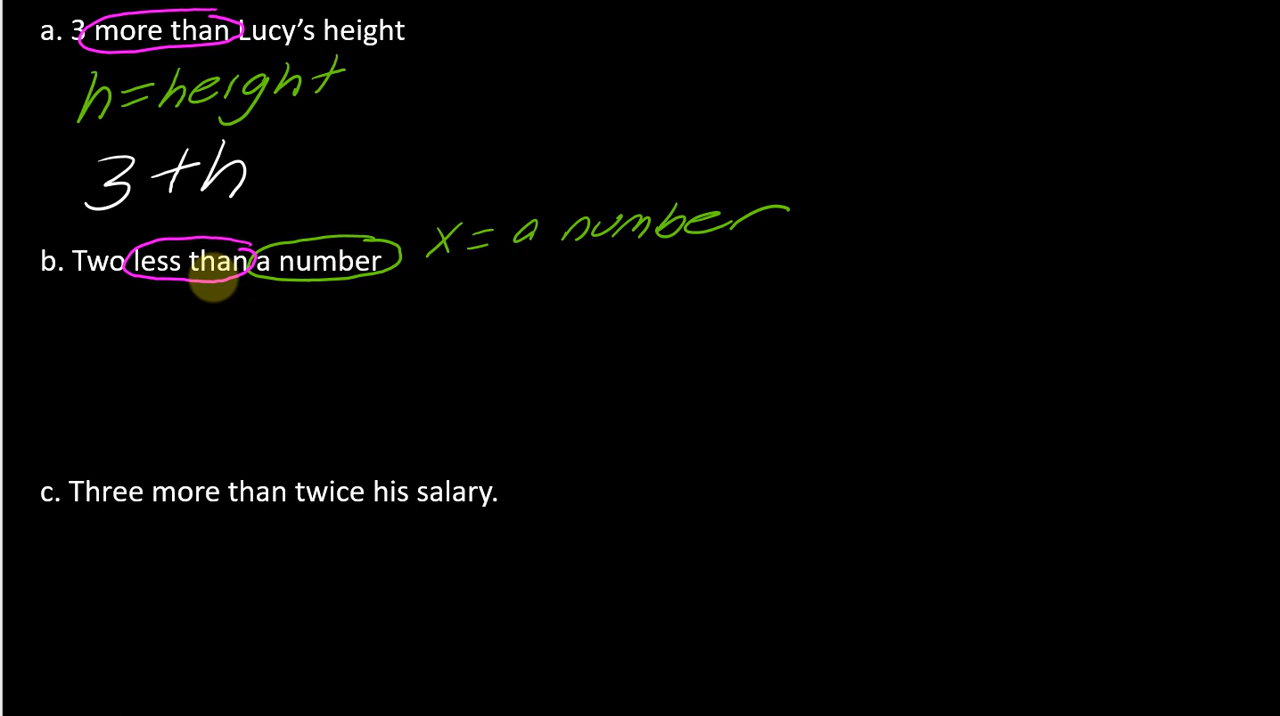 a. 3 more than Lucy’s height
h=height
3+h
x= a number
b. Two less than a number
c. Three more than twice his salary.